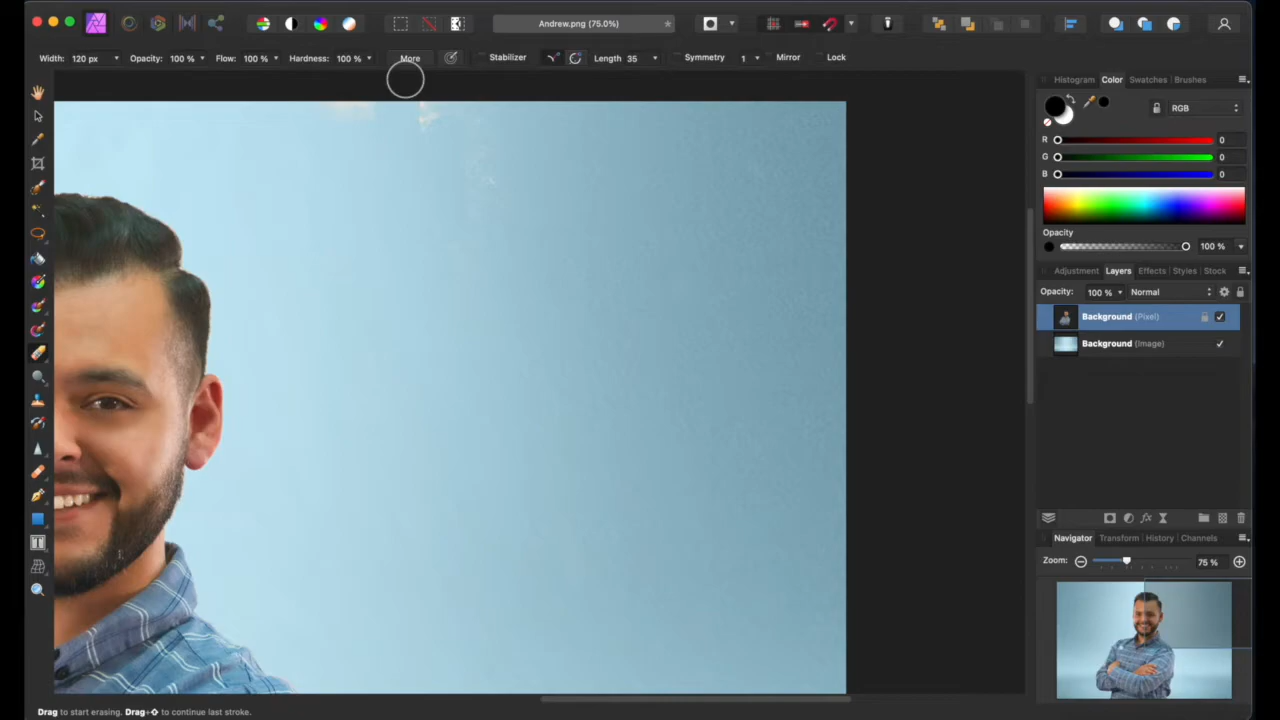 Andrew.png (75.0%)
Width: 120 px Opacity: 100 % Flow: 100 % Hardness: 100 % More Stabilizer Length 35 Symmetry 1 Mirror Lock
Histogram Color Swatches Brushes
RGB
R 0
G 0
B 0
Opacity
100 %
Adjustment Layers Effects Styles Stock
Opacity: 100 % Normal
Background (Pixel)
Background (Image)
Navigator Transform History Channels
Zoom: 75 %
Drag to start erasing. Drag+ to continue last stroke.